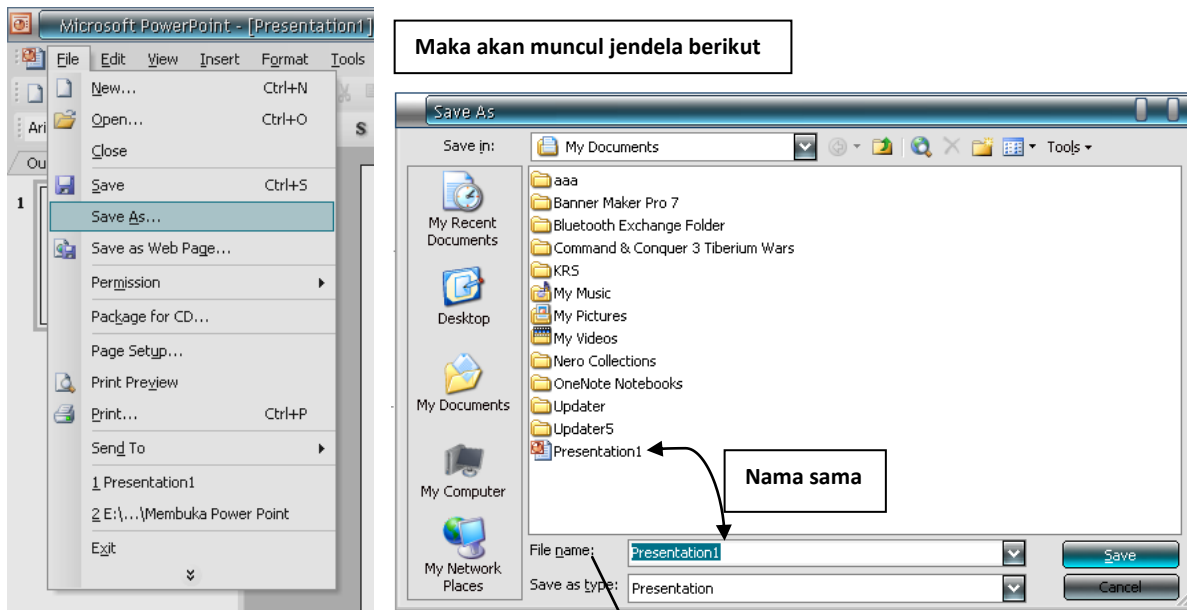 Microsoft PowerPoint - [Presentation1]
File Edit View Insert Format Tools
New... Ctrl+N
Open... Ctrl+O
Close
Save Ctrl+S
Save As...
Save as Web Page...
Permission
Package for CD...
Page Setup...
Print Preview
Print... Ctrl+P
Send To
1 Presentation1
2 E:\...\Membuka Power Point
Exit
Ari
S
Ou
1
Maka akan muncul jendela berikut
Save As
Save in: My Documents Tools
My Recent
Documents
Desktop
My Documents
My Computer
My Network
Places
aaa
Banner Maker Pro 7
Bluetooth Exchange Folder
Command & Conquer 3 Tiberium Wars
KRS
My Music
My Pictures
My Videos
Nero Collections
OneNote Notebooks
Updater
Updater5
Presentation1
Nama sama
File name: Presentation1 Save
Save as type: Presentation Cancel